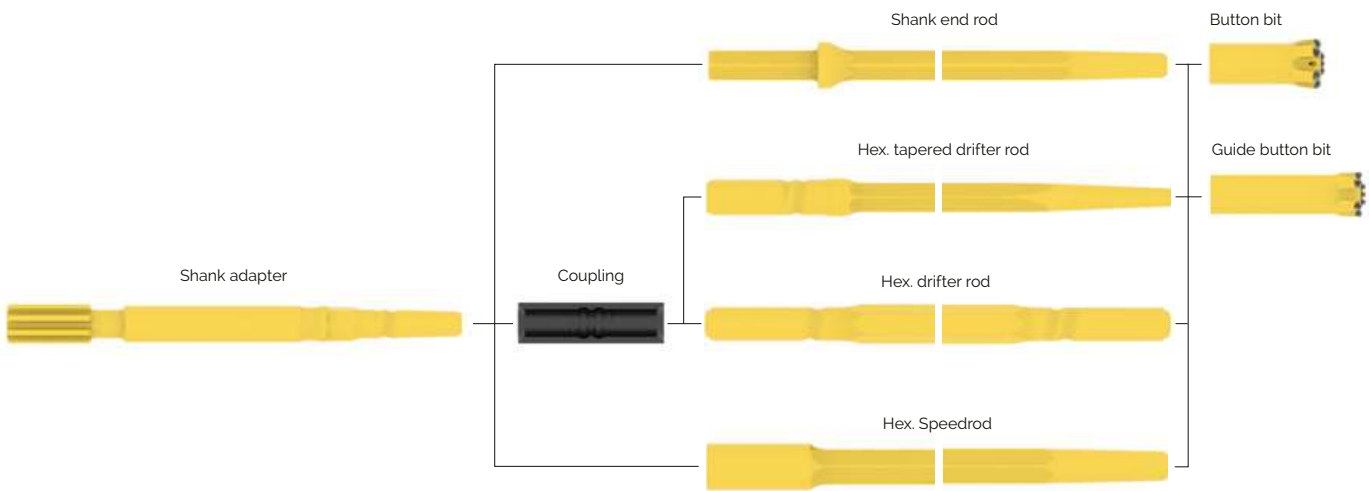 Shank end rod
Button bit
Hex. tapered drifter rod
Guide button bit
Shank adapter
Coupling
Hex. drifter rod
Hex. Speedrod